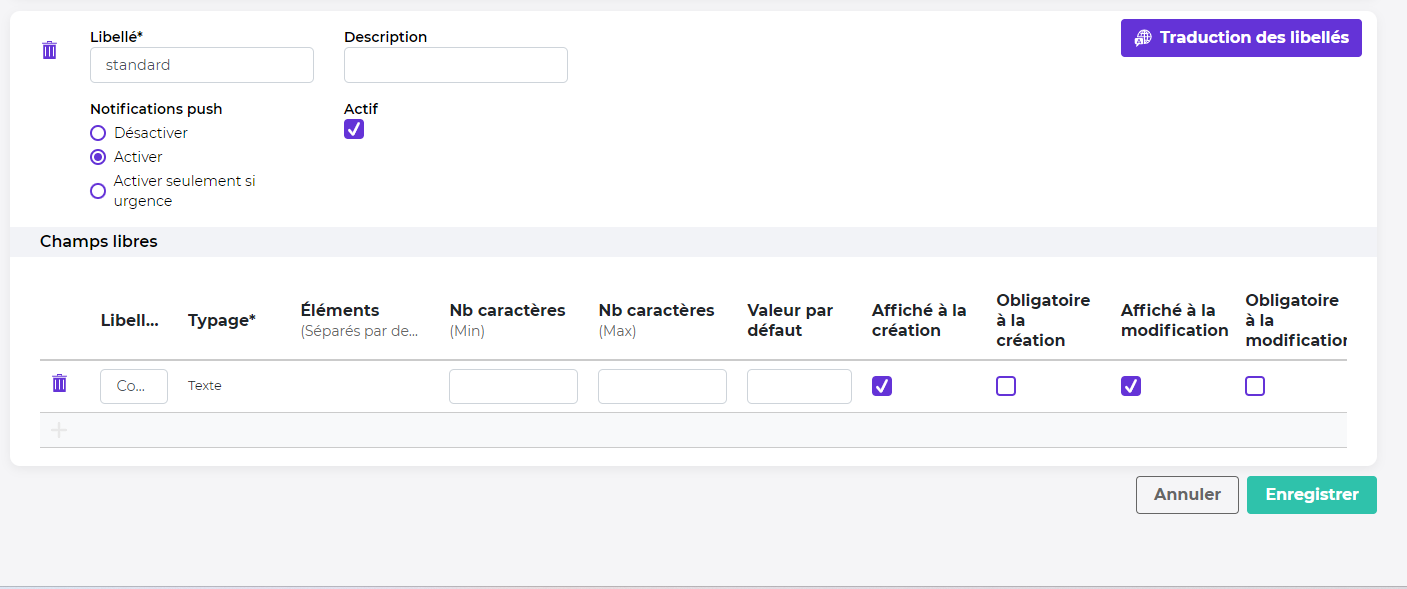 Libellé*
Description
Traduction des libellés
standard
Notifications push
Actif
Désactiver
Activer
Activer seulement si
urgence
Champs libres
Libell...
Typage*
Éléments
(Séparés par de...
Nb caractères
(Min)
Nb caractères
(Max)
Valeur par
défaut
Affiché à la
création
Obligatoire
à la
création
Affiché à la
modification
Obligatoire
à la
modification
Co...
Texte
Annuler
Enregistrer